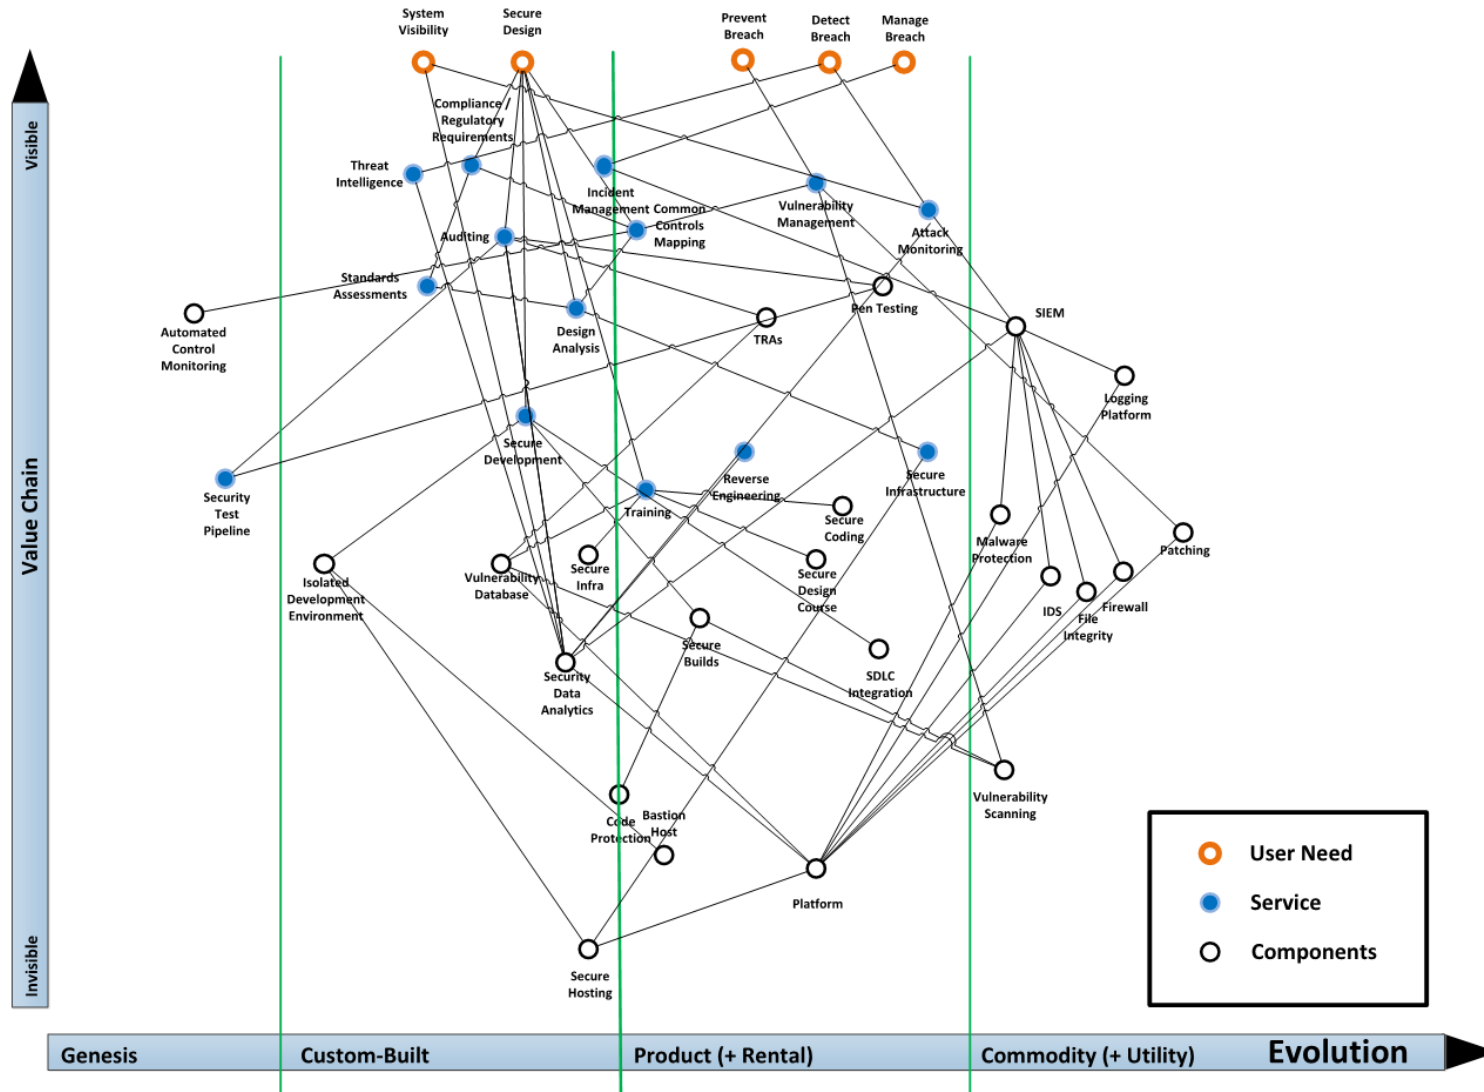 System
Visibility
Secure
Design
Prevent
Breach
Detect
Breach
Manage
Breach
Visible
Value Chain
Invisible
Compliance /
Regulatory
Requirements
Threat
Intelligence
Incident
Management
Common
Controls
Mapping
Vulnerability
Management
Attack
Monitoring
Auditing
Standards
Assessments
Automated
Control
Monitoring
Design
Analysis
TRAs
Pen Testing
SIEM
Logging
Platform
Secure
Development
Security
Test
Pipeline
Reverse
Engineering
Secure
Infrastructure
Training
Secure
Coding
Malware
Protection
Patching
Isolated
Development
Environment
Vulnerability
Database
Secure
Infra
Secure
Design
Course
IDS
File
Integrity
Firewall
Secure
Builds
SDLC
Integration
Security
Data
Analytics
Vulnerability
Scanning
Code
Protection
Bastion
Host
Platform
Secure
Hosting
User Need
Service
Components
Genesis
Custom-Built
Product (+ Rental)
Commodity (+ Utility)
Evolution